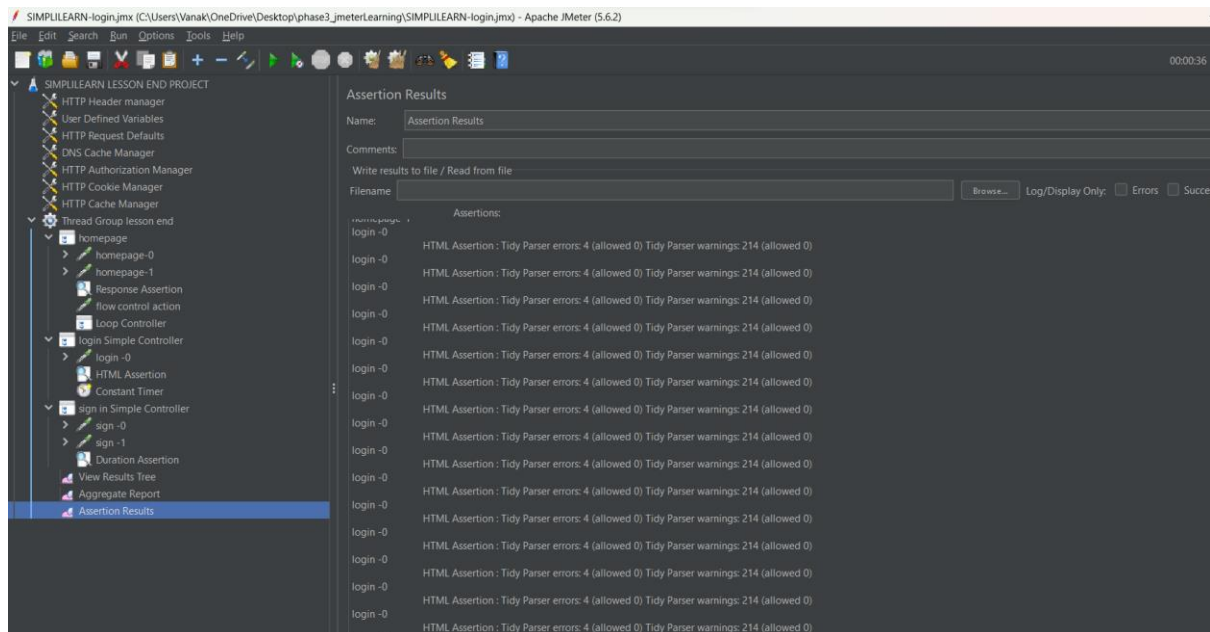 SIMPLILEARN-login.jmx (C:\Users\Vanak\OneDrive\Desktop\phase3_jmeterLearning\SIMPLILEARN-login.jmx) - Apache JMeter (5.6.2)
File Edit Search Run Options Tools Help
00:00:36
SIMPLILEARN LESSON END PROJECT
HTTP Header manager
User Defined Variables
HTTP Request Defaults
DNS Cache Manager
HTTP Authorization Manager
HTTP Cookie Manager
HTTP Cache Manager
Thread Group lesson end
homepage
homepage-0
homepage-1
Response Assertion
flow control action
Loop Controller
login Simple Controller
login -0
HTML Assertion
Constant Timer
sign in Simple Controller
sign -0
sign -1
Duration Assertion
View Results Tree
Aggregate Report
Assertion Results
Assertion Results
Name: Assertion Results
Comments:
Write results to file / Read from file
Filename Browse... Log/Display Only: Errors Succe
Assertions:
login -0
HTML Assertion : Tidy Parser errors: 4 (allowed 0) Tidy Parser warnings: 214 (allowed 0)
login -0
HTML Assertion : Tidy Parser errors: 4 (allowed 0) Tidy Parser warnings: 214 (allowed 0)
login -0
HTML Assertion : Tidy Parser errors: 4 (allowed 0) Tidy Parser warnings: 214 (allowed 0)
login -0
HTML Assertion : Tidy Parser errors: 4 (allowed 0) Tidy Parser warnings: 214 (allowed 0)
login -0
HTML Assertion : Tidy Parser errors: 4 (allowed 0) Tidy Parser warnings: 214 (allowed 0)
login -0
HTML Assertion : Tidy Parser errors: 4 (allowed 0) Tidy Parser warnings: 214 (allowed 0)
login -0
HTML Assertion : Tidy Parser errors: 4 (allowed 0) Tidy Parser warnings: 214 (allowed 0)
login -0
HTML Assertion : Tidy Parser errors: 4 (allowed 0) Tidy Parser warnings: 214 (allowed 0)
login -0
HTML Assertion : Tidy Parser errors: 4 (allowed 0) Tidy Parser warnings: 214 (allowed 0)
login -0
HTML Assertion : Tidy Parser errors: 4 (allowed 0) Tidy Parser warnings: 214 (allowed 0)
login -0
HTML Assertion : Tidy Parser errors: 4 (allowed 0) Tidy Parser warnings: 214 (allowed 0)
login -0
HTML Assertion : Tidy Parser errors: 4 (allowed 0) Tidy Parser warnings: 214 (allowed 0)
login -0
HTML Assertion : Tidy Parser errors: 4 (allowed 0) Tidy Parser warnings: 214 (allowed 0)
login -0
HTML Assertion : Tidy Parser errors: 4 (allowed 0) Tidy Parser warnings: 214 (allowed 0)
login -0
HTML Assertion : Tidy Parser errors: 4 (allowed 0) Tidy Parser warnings: 214 (allowed 0)